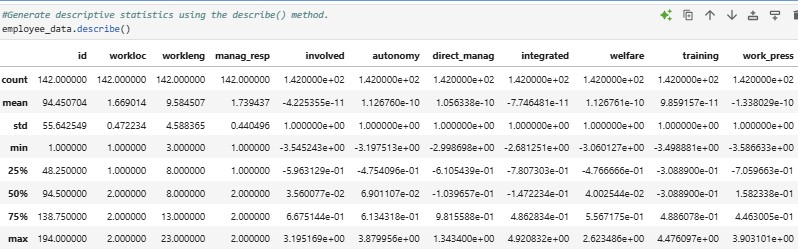 #Generate descriptive statistics using the describe() method.
employee_data.describe()
id workloc workleng manag_resp involved autonomy direct_manag integrated welfare training work_press
count 142.000000 142.000000 142.000000 142.000000 1.420000e+02 1.420000e+02 1.420000e+02 1.420000e+02 1.420000e+02 1.420000e+02 1.420000e+02
mean 94.450704 1.669014 9.584507 1.739437 -4.225355e-11 1.126760e-10 1.056338e-10 -7.746481e-11 1.126761e-10 9.859157e-11 -1.338029e-10
std 55.642549 0.472234 4.588365 0.440496 1.000000e+00 1.000000e+00 1.000000e+00 1.000000e+00 1.000000e+00 1.000000e+00 1.000000e+00
min 1.000000 1.000000 3.000000 1.000000 -3.545243e+00 -3.197513e+00 -2.998698e+00 -2.681251e+00 -3.060127e+00 -3.498881e+00 -3.586633e+00
25% 48.250000 1.000000 8.000000 1.000000 -5.963129e-01 -4.754096e-01 -6.105439e-01 -7.807303e-01 -4.766666e-01 -3.088900e-01 -7.059663e-01
50% 94.500000 2.000000 8.000000 2.000000 3.560077e-02 6.901107e-02 -1.039657e-01 -1.472234e-01 4.002544e-02 -3.088900e-01 1.582338e-01
75% 138.750000 2.000000 13.000000 2.000000 6.675144e-01 6.134318e-01 9.815588e-01 4.862834e-01 5.567175e-01 4.886078e-01 4.463005e-01
max 194.000000 2.000000 23.000000 2.000000 3.195169e+00 3.879956e+00 1.343400e+00 4.920832e+00 2.623486e+00 4.476097e+00 3.903101e+00